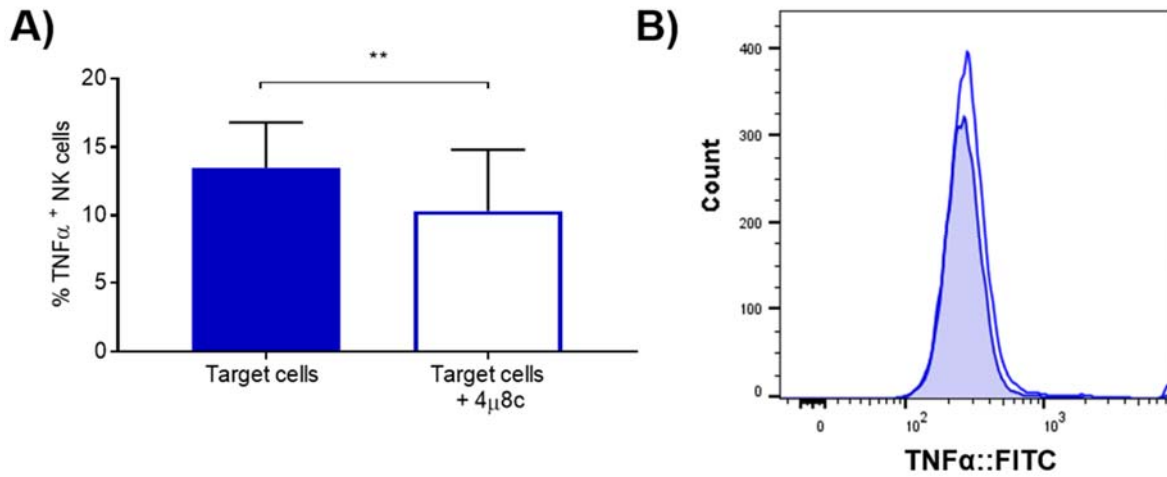 A)
**
20
15
10
5
0
% TNFα + NK cells
Target cells
Target cells
+ 4μ8c
B)
400
300
200
100
0
Count
0
10²
10³
TNFα::FITC